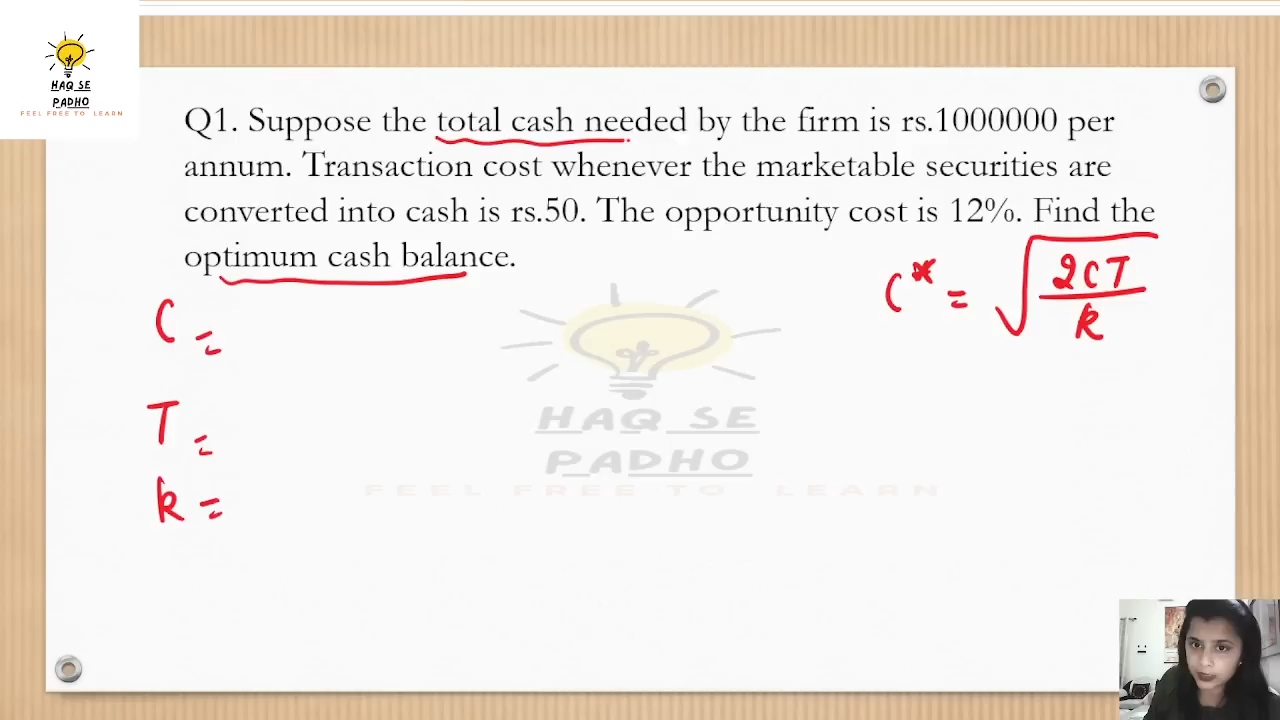 HAQ SE
PADHO
FEEL FREE TO LEARN
Q1. Suppose the total cash needed by the firm is rs.1000000 per
annum. Transaction cost whenever the marketable securities are
converted into cash is rs.50. The opportunity cost is 12%. Find the
optimum cash balance.
C* = √2CT/k
C =
T =
k =
HAQ SE
PADHO
FEEL FREE TO LEARN